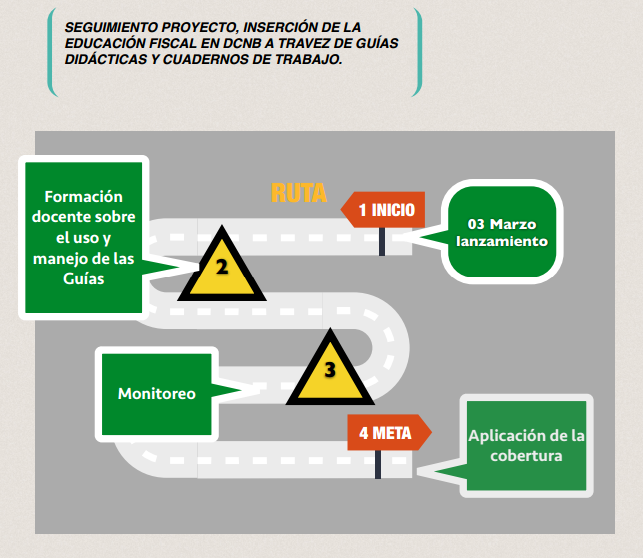 SEGUIMIENTO PROYECTO, INSERCIÓN DE LA
EDUCACIÓN FISCAL EN DCNB A TRAVEZ DE GUÍAS
DIDÁCTICAS Y CUADERNOS DE TRABAJO.
RUTA
1 INICIO
03 Marzo
lanzamiento
Formación
docente sobre
el uso y
manejo de las
Guías
2
3
Monitoreo
4 META
Aplicación de la
cobertura